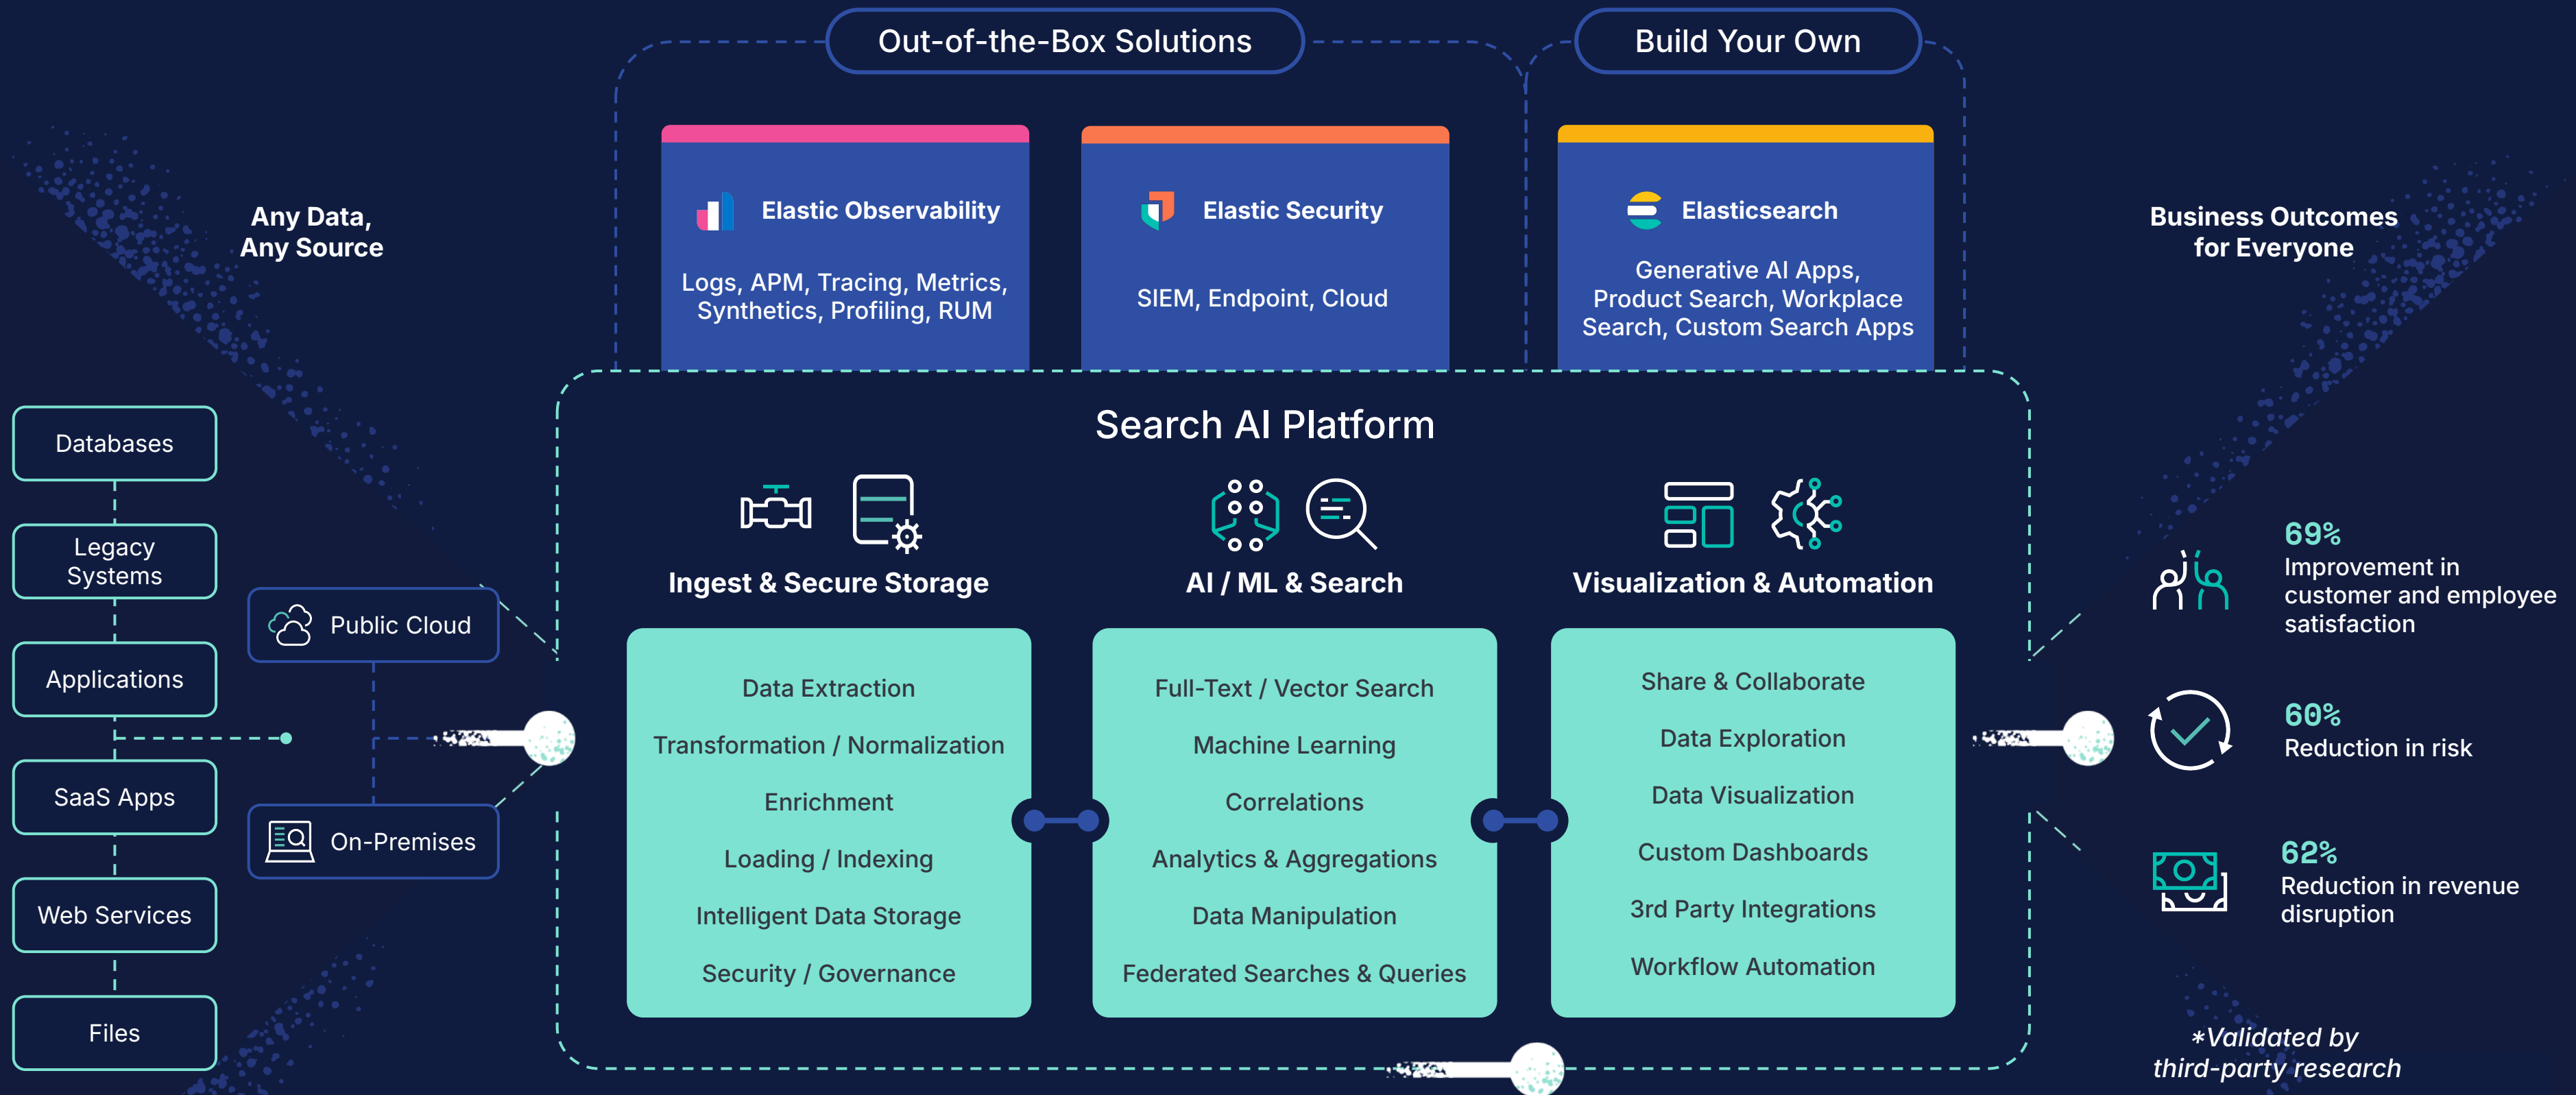 Out-of-the-Box Solutions
Build Your Own
Any Data,
Any Source
Elastic Observability
Logs, APM, Tracing, Metrics,
Synthetics, Profiling, RUM
Elastic Security
SIEM, Endpoint, Cloud
Elasticsearch
Generative AI Apps,
Product Search, Workplace
Search, Custom Search Apps
Business Outcomes
for Everyone
Databases
Legacy
Systems
Applications
SaaS Apps
Web Services
Files
Public Cloud
On-Premises
Search AI Platform
Ingest & Secure Storage
Data Extraction
Transformation / Normalization
Enrichment
Loading / Indexing
Intelligent Data Storage
Security / Governance
AI / ML & Search
Full-Text / Vector Search
Machine Learning
Correlations
Analytics & Aggregations
Data Manipulation
Federated Searches & Queries
Visualization & Automation
Share & Collaborate
Data Exploration
Data Visualization
Custom Dashboards
3rd Party Integrations
Workflow Automation
69%
Improvement in
customer and employee
satisfaction
60%
Reduction in risk
62%
Reduction in revenue
disruption
*Validated by
third-party research